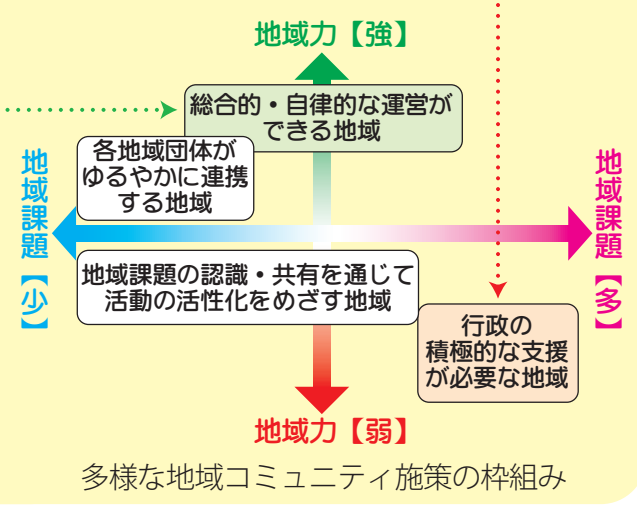 地域力【強】
総合的・自律的な運営が
できる地域
各地域団体が
ゆるやかに連携
する地域
地域課題【少】
地域課題【多】
地域課題の認識・共有を通じて
活動の活性化をめざす地域
行政の
積極的な支援
が必要な地域
地域力【弱】
多様な地域コミュニティ施策の枠組み